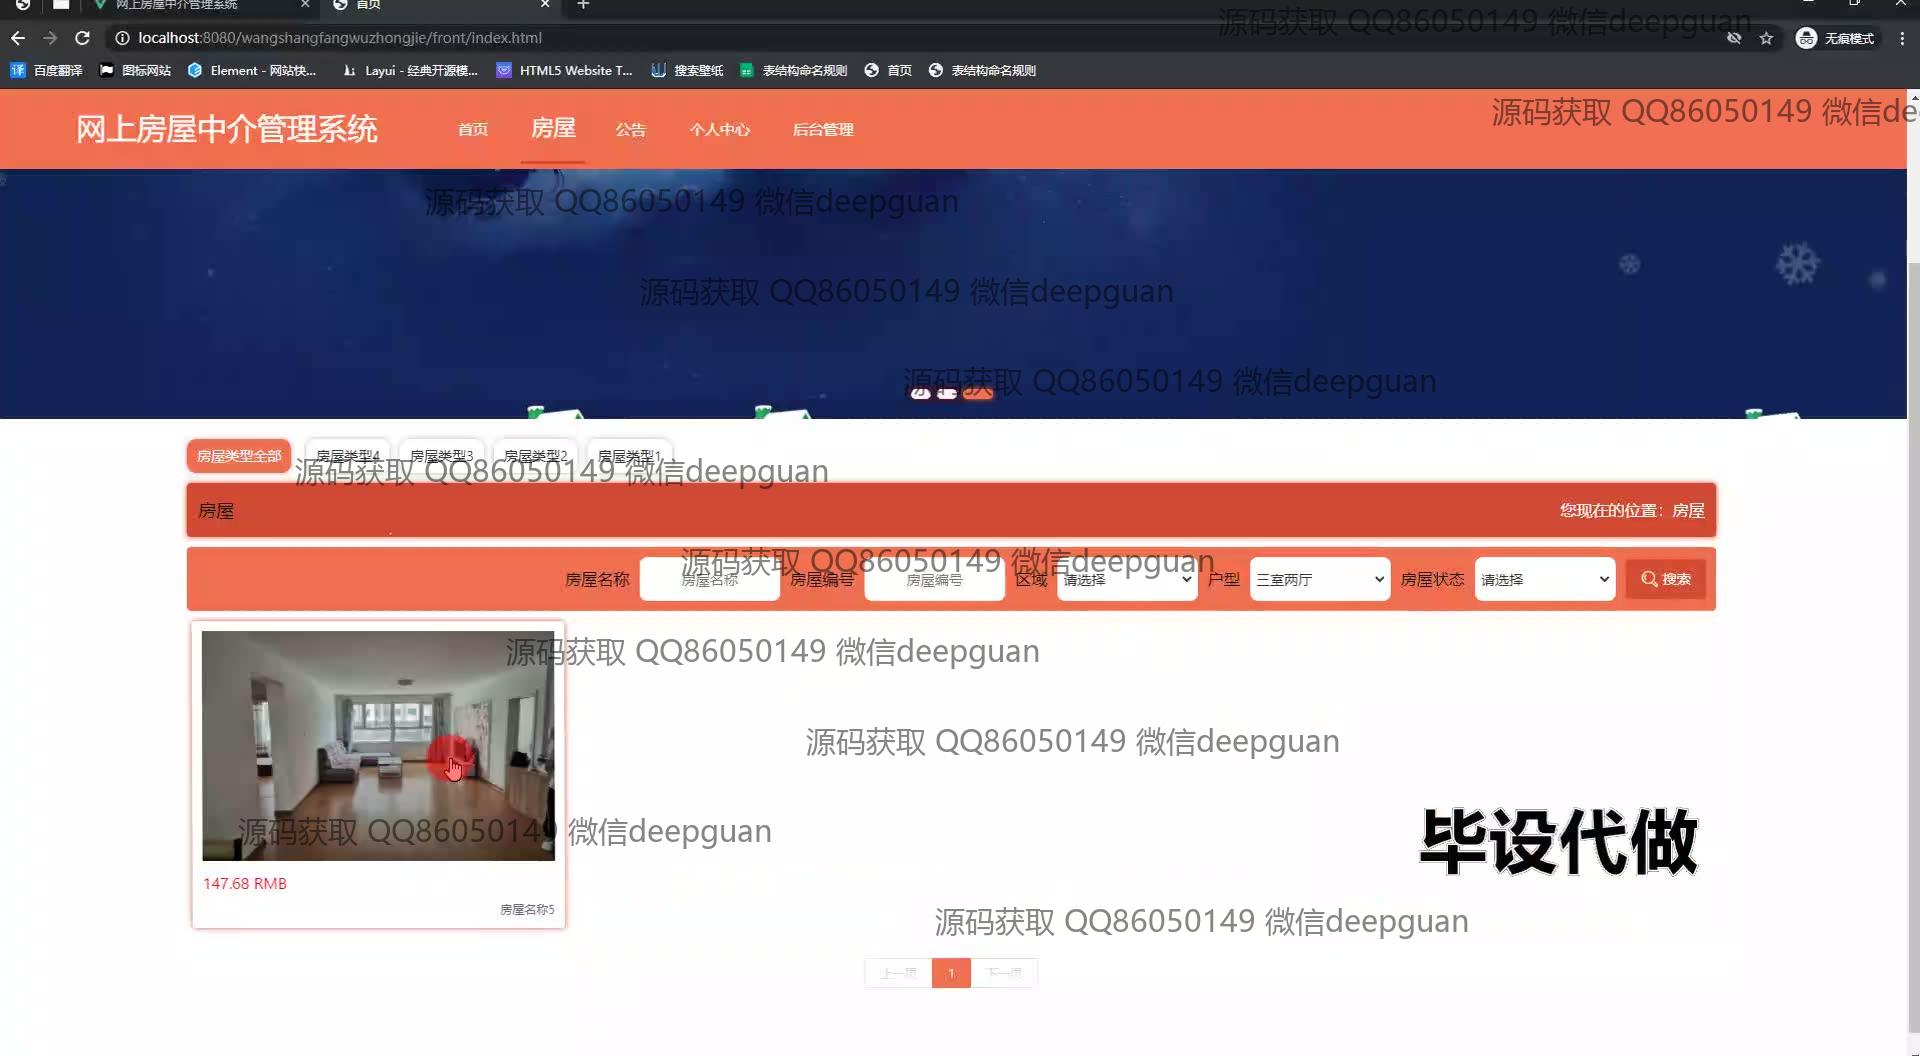 网上房屋中介管理系统
首页
源码获取 QQ86050149 微信deepguan
localhost:8080/wangshangfangwuzhongjie/front/index.html
无痕模式
百度翻译
图标网站
Element - 网站快...
Layui - 经典开源模...
HTML5 Website T...
搜索壁纸
表结构命名规则
首页
表结构命名规则
网上房屋中介管理系统
首页
房屋
公告
个人中心
后台管理
源码获取 QQ86050149 微信de
源码获取 QQ86050149 微信deepguan
源码获取 QQ86050149 微信deepguan
源码获取 QQ86050149 微信deepguan
房屋类型全部
房屋类型4
房屋类型3
房屋类型2
房屋类型1
源码获取 QQ86050149 微信deepguan
房屋
您现在的位置：房屋
源码获取 QQ86050149 微信deepguan
房屋名称
房屋名称
房屋编号
房屋编号
区域
请选择
户型
三室两厅
房屋状态
请选择
搜索
源码获取 QQ86050149 微信deepguan
源码获取 QQ86050149 微信deepguan
源码获取 QQ86050149 微信deepguan
毕设代做
147.68 RMB
房屋名称5
源码获取 QQ86050149 微信deepguan
上一页
1
下一页